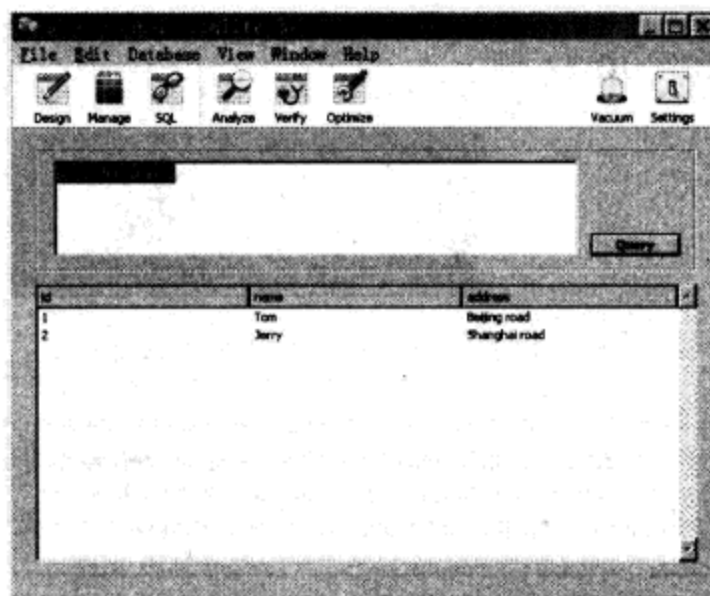 File Edit Database View Window Help
Design Manage SQL Analyze Verify Optimize Vacuum Settings
Query
id name address
1 Tom Beijing road
2 Jerry Shanghai road